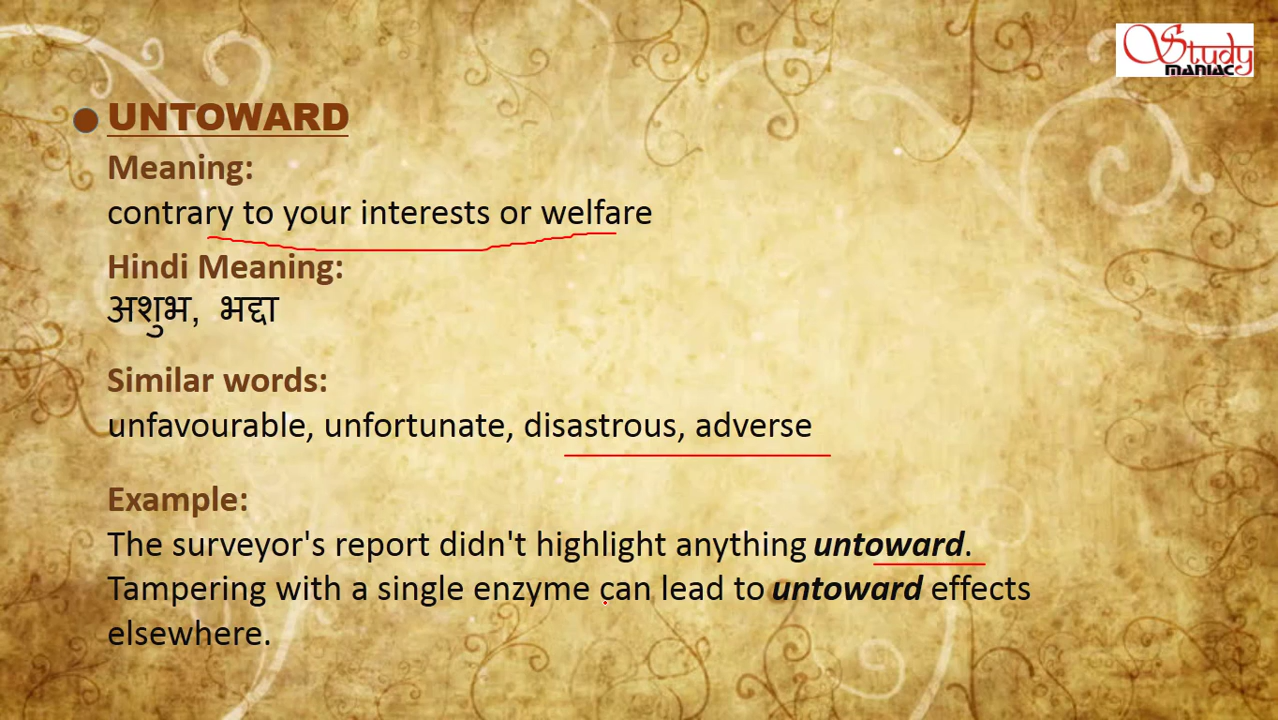 Study
MANIAC
UNTOWARD
Meaning:
contrary to your interests or welfare
Hindi Meaning:
अशुभ, भद्दा
Similar words:
unfavourable, unfortunate, disastrous, adverse
Example:
The surveyor's report didn't highlight anything untoward.
Tampering with a single enzyme can lead to untoward effects
elsewhere.